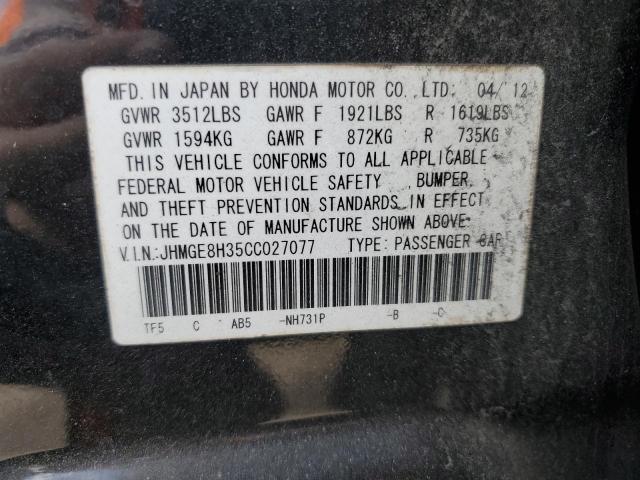 MFD. IN JAPAN BY HONDA MOTOR CO., LTD: 04/12
GVWR 3512LBS GAWR F 1921LBS R 1619LBS
GVWR 1594KG GAWR F 872KG R 735KG
THIS VEHICLE CONFORMS TO ALL APPLICABLE
FEDERAL MOTOR VEHICLE SAFETY, BUMPER,
AND THEFT PREVENTION STANDARDS IN EFFECT
ON THE DATE OF MANUFACTURE SHOWN ABOVE.
V.I.N.:JHMGE8H35CC027077 TYPE: PASSENGER CAR
TF5 C AB5 -NH731P -B -C